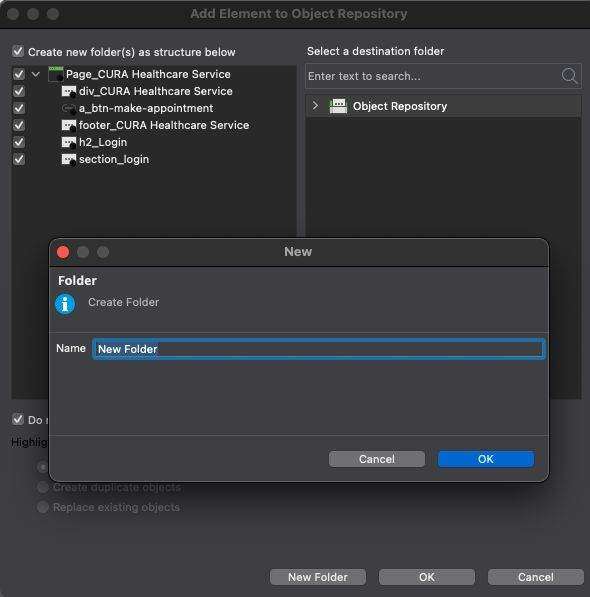 Add Element to Object Repository
Create new folder(s) as structure below
Page_CURA Healthcare Service
div_CURA Healthcare Service
a_btn-make-appointment
footer_CURA Healthcare Service
h2_Login
section_login
Select a destination folder
Enter text to search...
Object Repository
New
Folder
Create Folder
Name
New Folder
Cancel
OK
Do
Create duplicate objects
Replace existing objects
New Folder
OK
Cancel